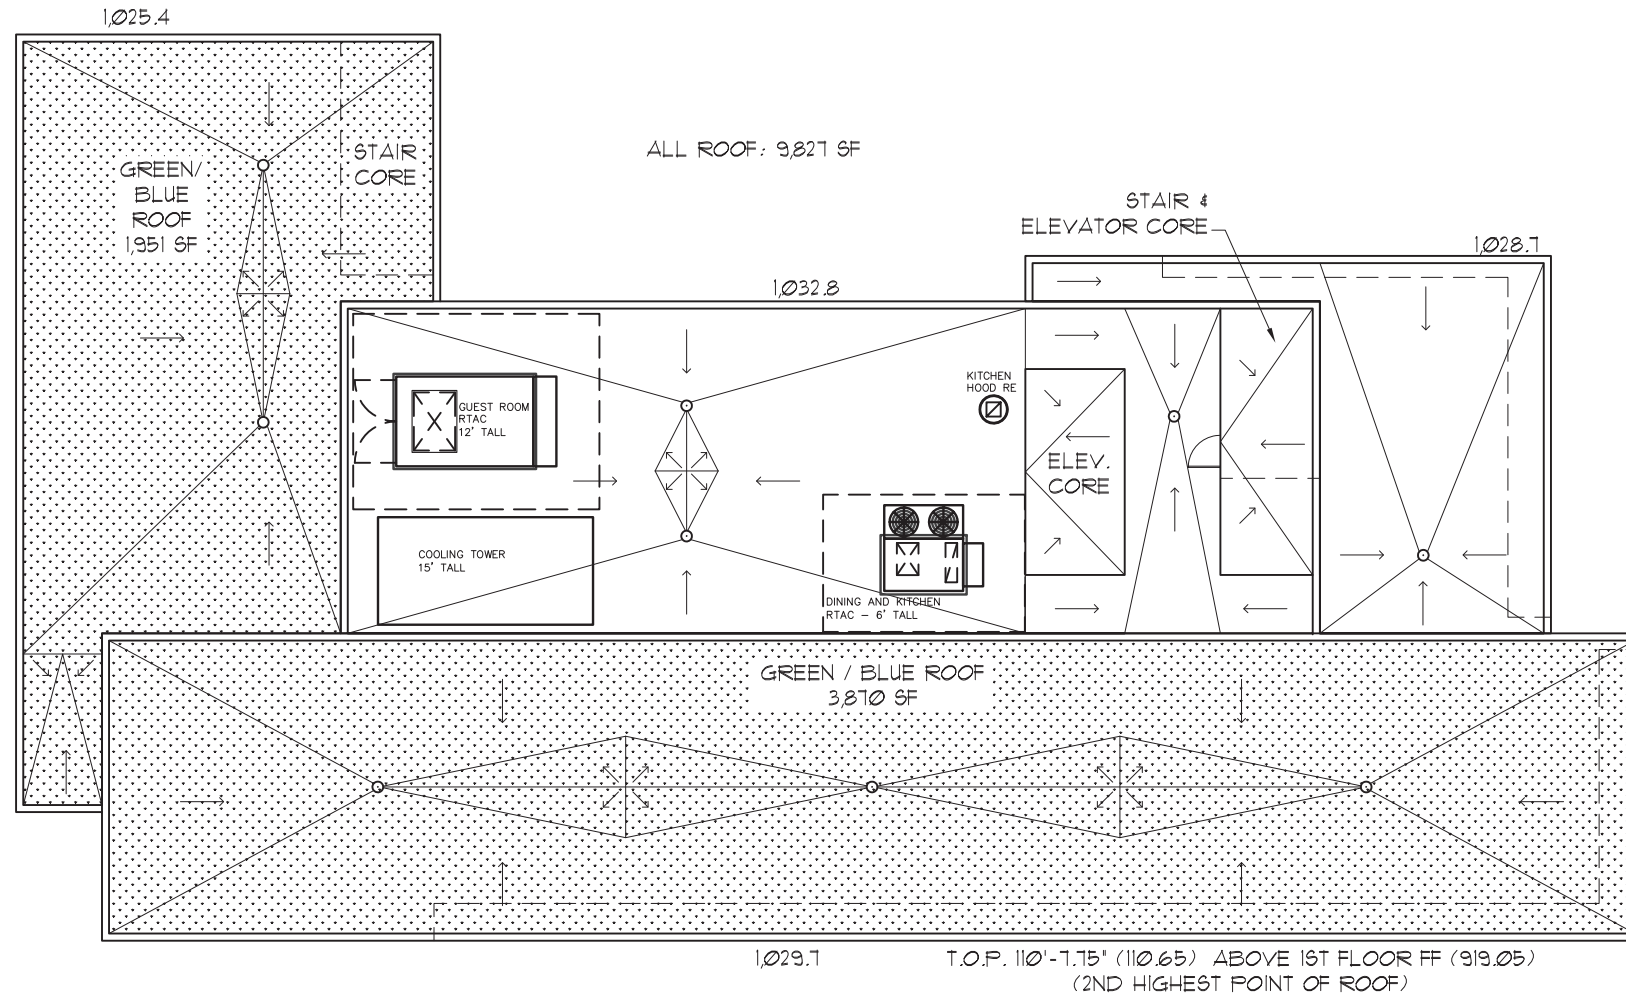 1,025.4
ALL ROOF: 9,827 SF
STAIR
CORE
GREEN/
BLUE
ROOF
1,951 SF
STAIR &
ELEVATOR CORE
1,028.7
1,032.8
KITCHEN
HOOD RE
GUEST ROOM
RTAC
12' TALL
X
ELEV.
CORE
COOLING TOWER
15' TALL
DINING AND KITCHEN
RTAC – 6' TALL
GREEN / BLUE ROOF
3,870 SF
1,029.7
T.O.P. 110'-7.75" (110.65) ABOVE 1ST FLOOR FF (919.05)
(2ND HIGHEST POINT OF ROOF)